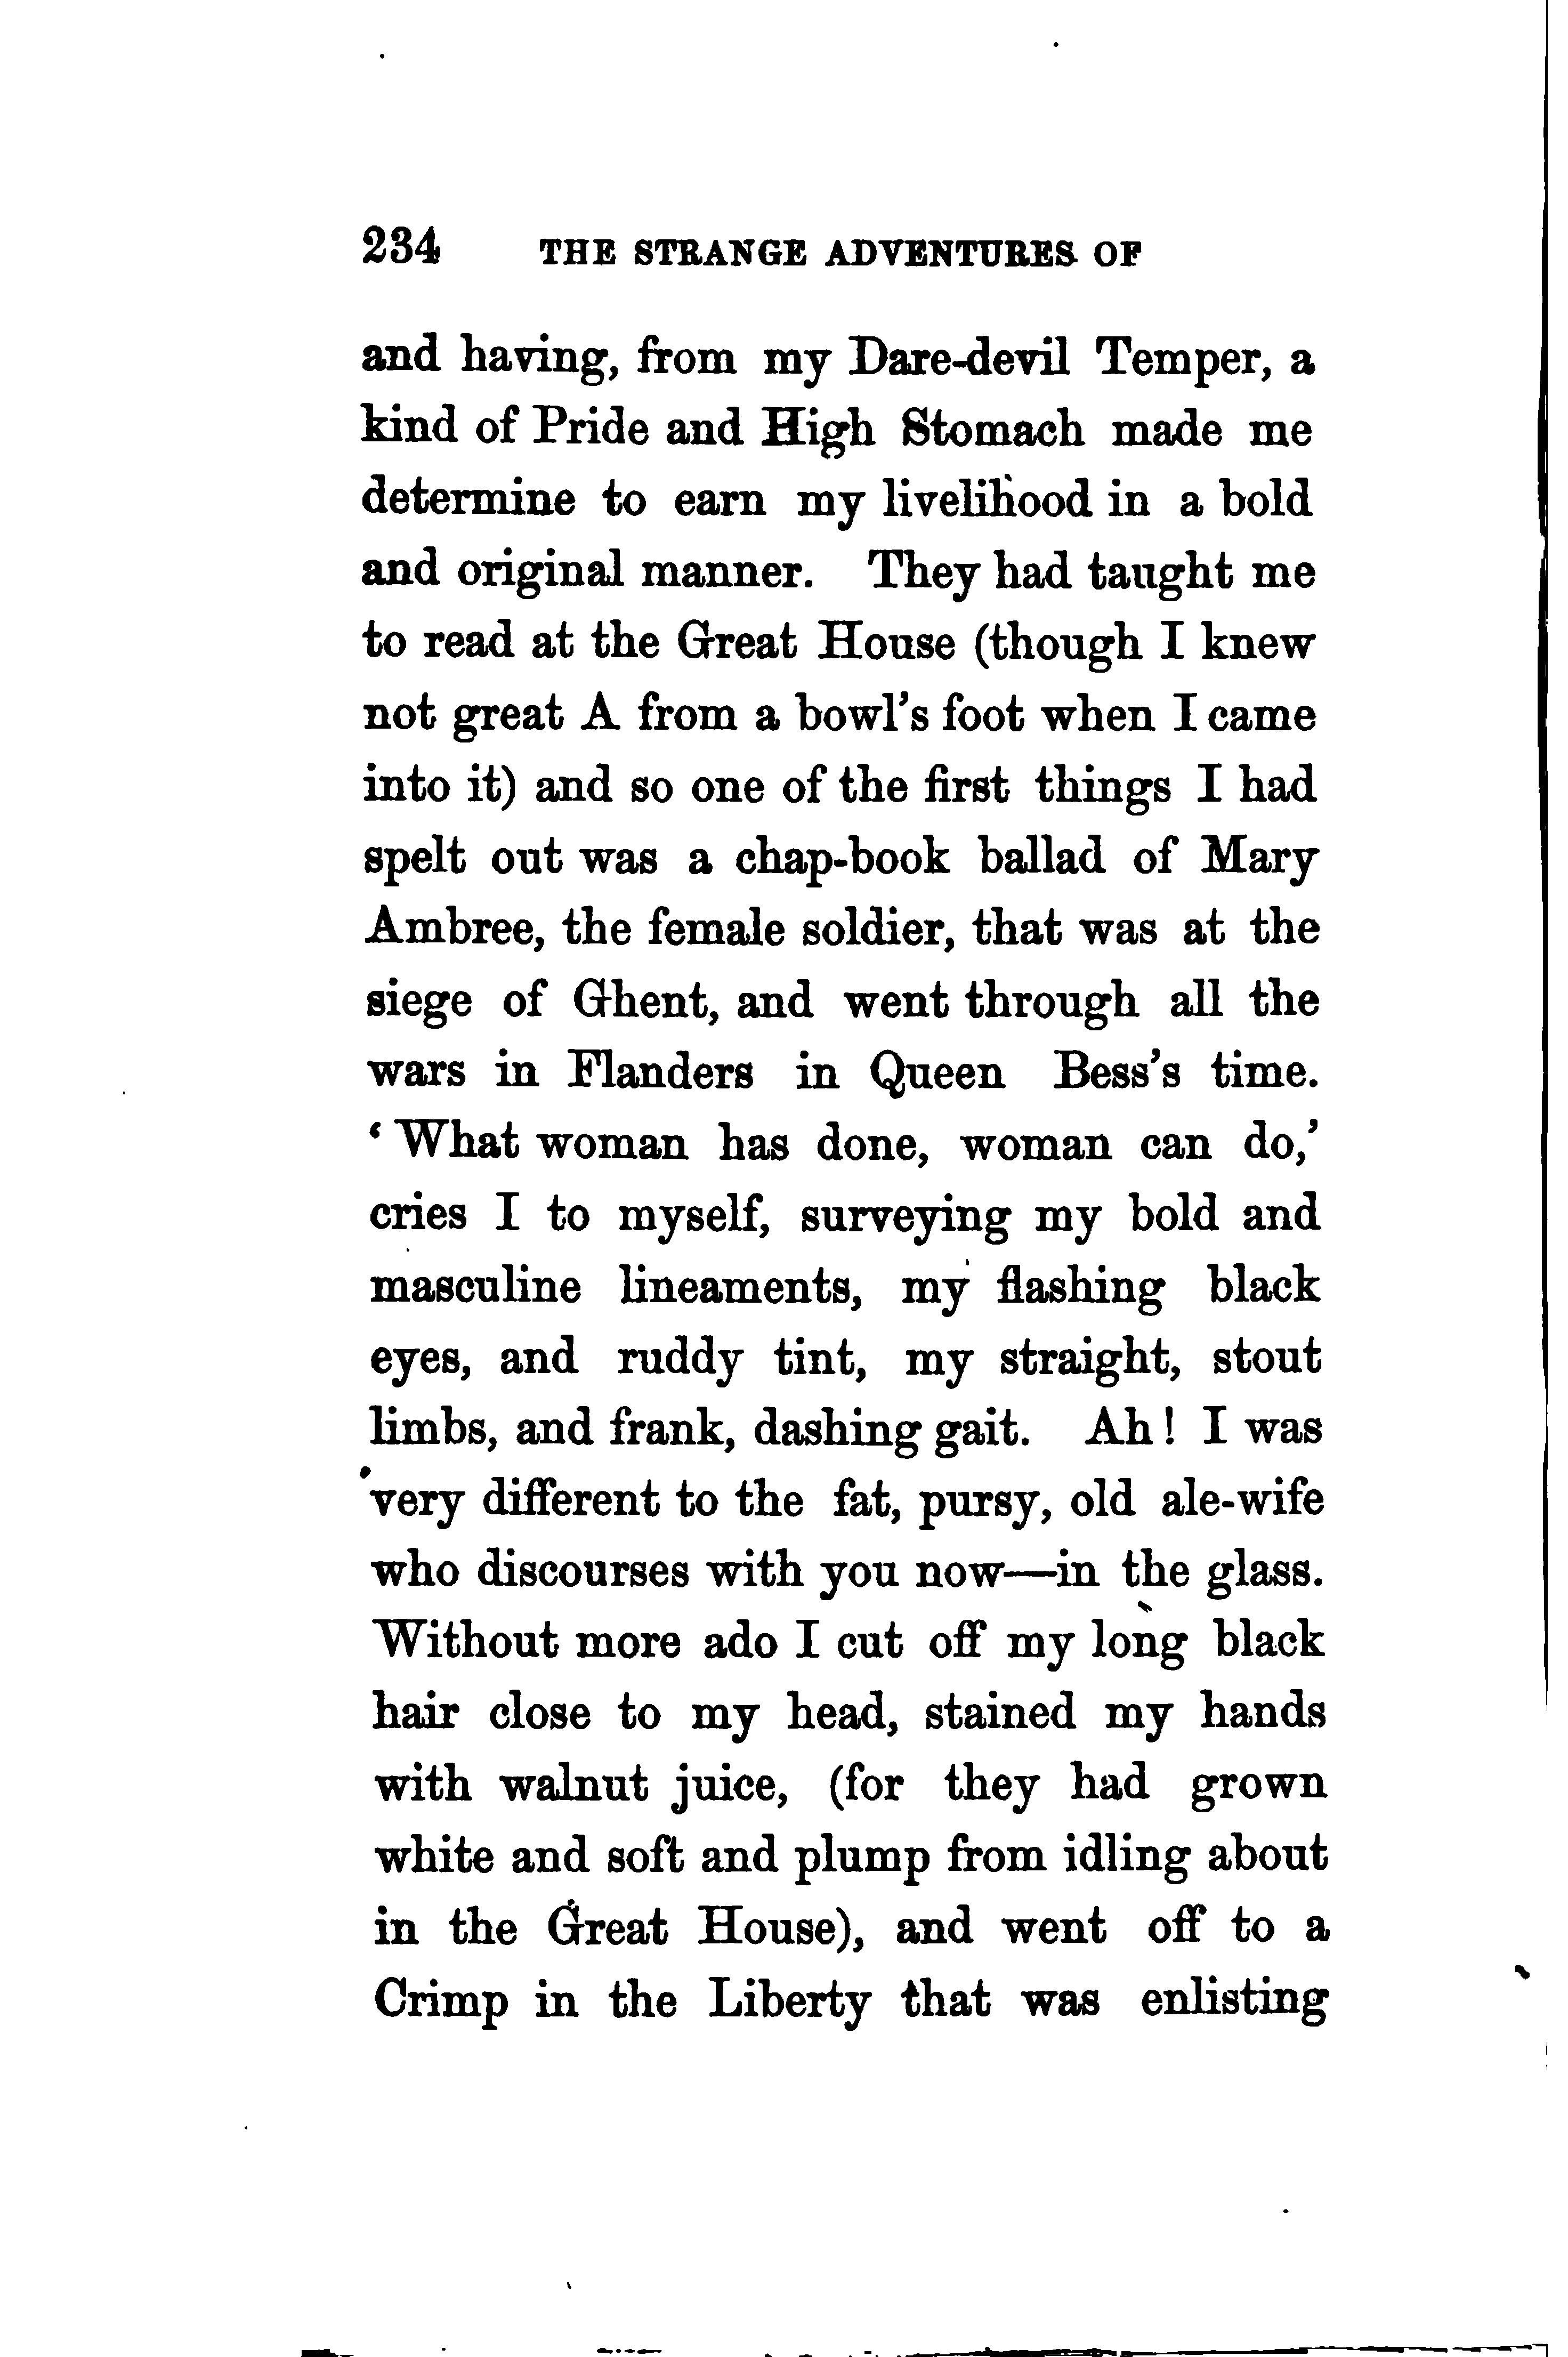 234 THE STRANGE ADVENTURES OF
and having, from my Dare-devil Temper, a
kind of Pride and High Stomach made me
determine to earn my livelihood in a bold
and original manner. They had taught me
to read at the Great House (though I knew
not great A from a bowl's foot when I came
into it) and so one of the first things I had
spelt out was a chap-book ballad of Mary
Ambree, the female soldier, that was at the
siege of Ghent, and went through all the
wars in Flanders in Queen Bess's time.
‘What woman has done, woman can do,’
cries I to myself, surveying my bold and
masculine lineaments, my flashing black
eyes, and ruddy tint, my straight, stout
limbs, and frank, dashing gait. Ah! I was
very different to the fat, pursy, old ale-wife
who discourses with you now—in the glass.
Without more ado I cut off my long black
hair close to my head, stained my hands
with walnut juice, (for they had grown
white and soft and plump from idling about
in the Great House), and went off to a
Crimp in the Liberty that was enlisting